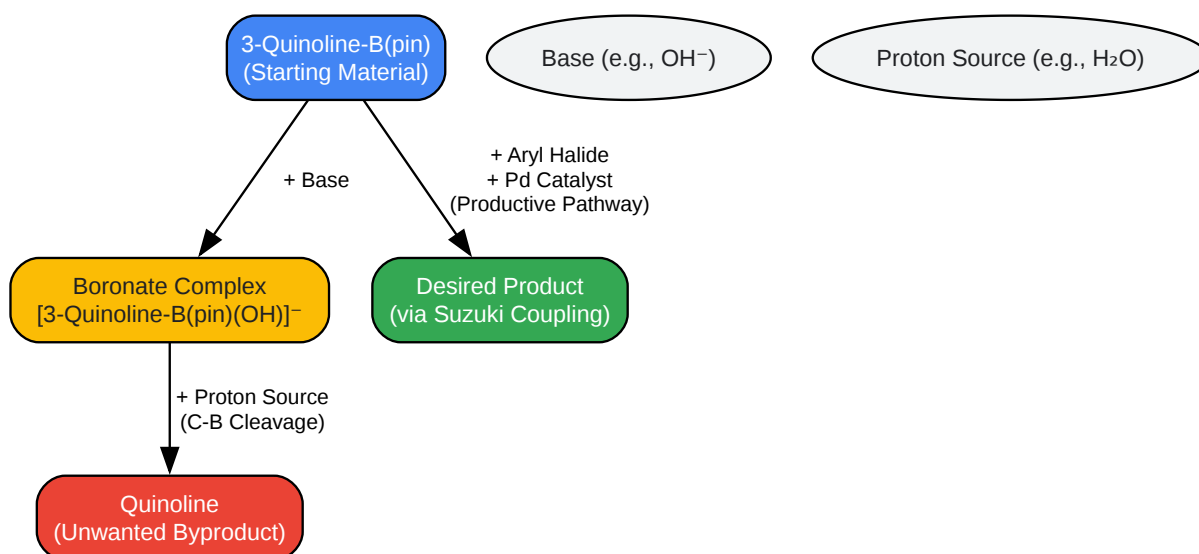 3-Quinoline-B(pin)
(Starting Material)
Base (e.g., OH⁻)
Proton Source (e.g., H₂O)
+ Base
+ Aryl Halide
+ Pd Catalyst
(Productive Pathway)
Boronate Complex
[3-Quinoline-B(pin)(OH)]⁻
Desired Product
(via Suzuki Coupling)
+ Proton Source
(C-B Cleavage)
Quinoline
(Unwanted Byproduct)